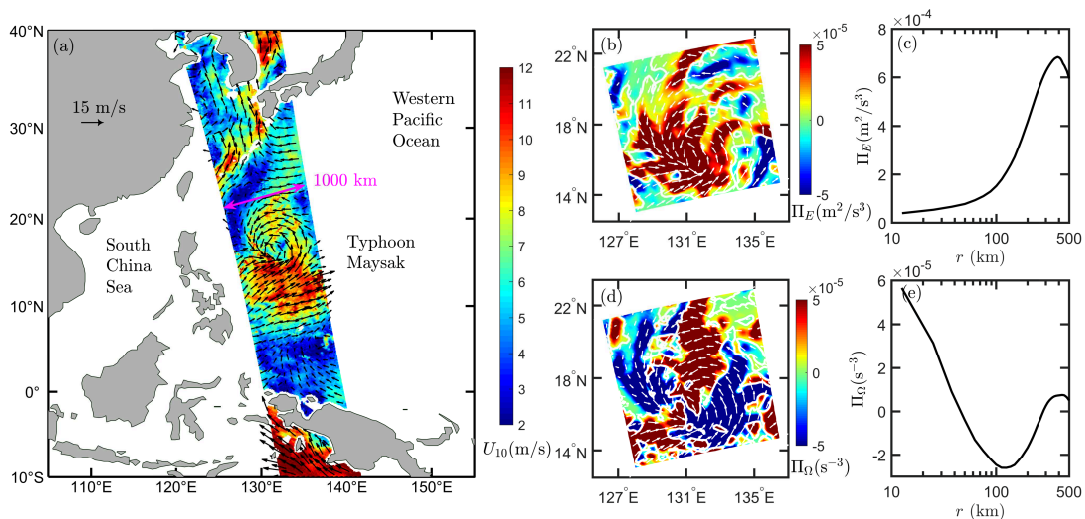 (a)
40°N
30°N
20°N
10°N
0°
10°S
110°E
120°E
130°E
140°E
150°E
15 m/s
Western
Pacific
Ocean
1000 km
South
China
Sea
Typhoon
Maysak
12
11
10
9
8
7
6
5
4
3
2
U10(m/s)
(b)
22°N
18°N
14°N
127°E
131°E
135°E
×10-5
5
0
-5
ΠE(m2/s3)
(c)
×10-4
8
6
4
2
0
ΠE(m2/s3)
10
100
500
r (km)
(d)
22°N
18°N
14°N
127°E
131°E
135°E
×10-5
5
0
-5
ΠΩ(s−3)
(e)
×10-5
6
4
2
0
-2
ΠΩ(s−3)
10
100
500
r (km)